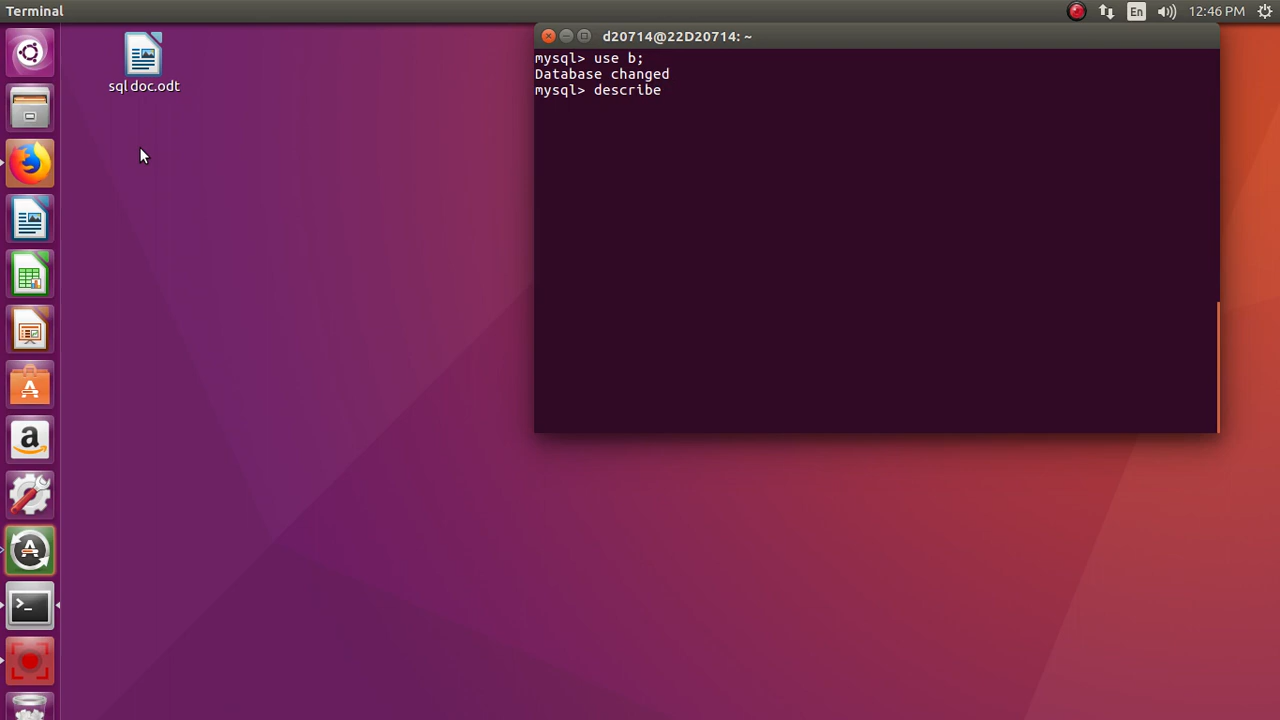 Terminal
En
12:46 PM
sql doc.odt
d20714@22D20714: ~
mysql> use b;
Database changed
mysql> describe